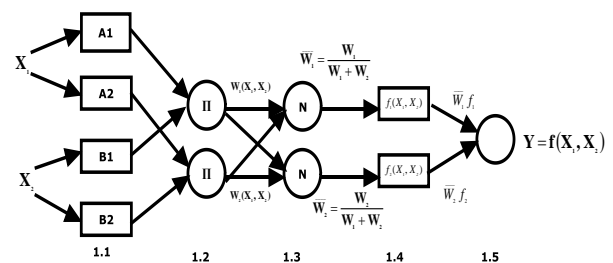 A1
X₁
A2
B1
X₂
B2
Π
Π
W₁(X₁, X₂)
W₂(X₁, X₂)
N
N
W̅₁ = W₁ / (W₁ + W₂)
W̅₂ = W₂ / (W₁ + W₂)
f₁(X₁, X₂)
f₂(X₁, X₂)
W̅₁ f₁
W̅₂ f₂
Y = f(X₁, X₂)
1.1 1.2 1.3 1.4 1.5